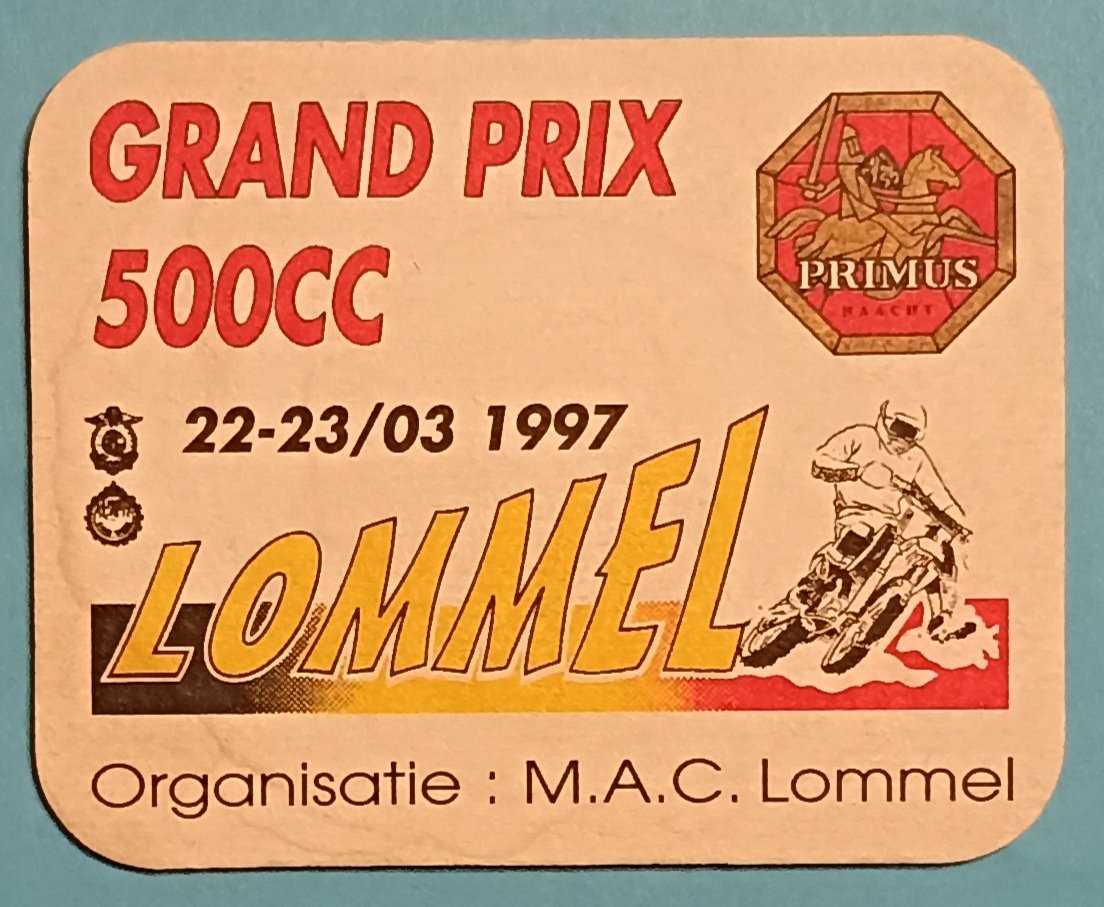 GRAND PRIX
500CC
PRIMUS
HAACHT
22-23/03 1997
LOMMEL
Organisatie : M.A.C. Lommel